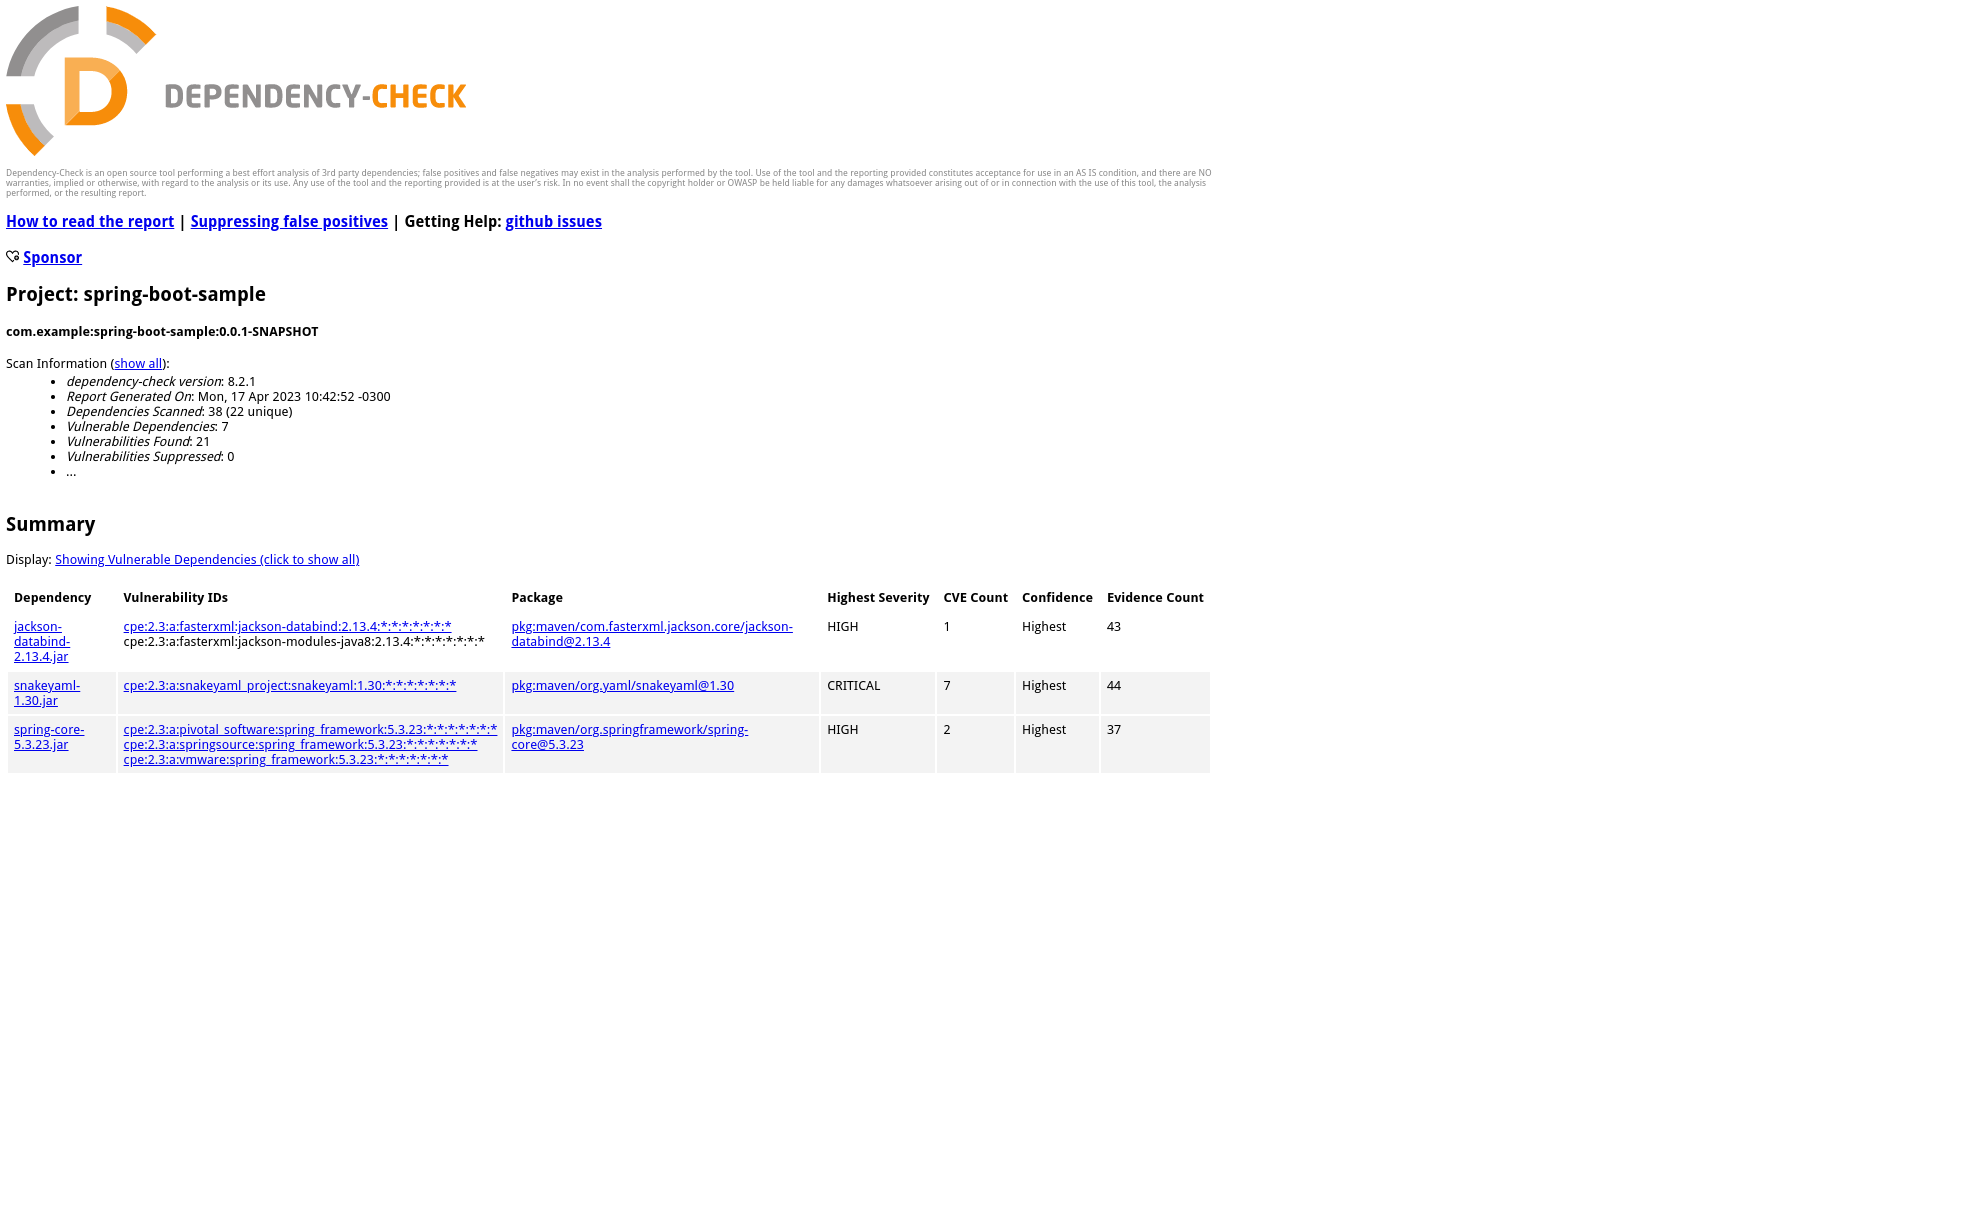 D
DEPENDENCY-CHECK
Dependency-Check is an open source tool performing a best effort analysis of 3rd party dependencies; false positives and false negatives may exist in the analysis performed by the tool. Use of the tool and the reporting provided constitutes acceptance for use in an AS IS condition, and there are NO
warranties, implied or otherwise, with regard to the analysis or its use. Any use of the tool and the reporting provided is at the user's risk. In no event shall the copyright holder or OWASP be held liable for any damages whatsoever arising out of or in connection with the use of this tool, the analysis
performed, or the resulting report.
How to read the report | Suppressing false positives | Getting Help: github issues
Sponsor
Project: spring-boot-sample
com.example:spring-boot-sample:0.0.1-SNAPSHOT
Scan Information (show all):
• dependency-check version: 8.2.1
• Report Generated On: Mon, 17 Apr 2023 10:42:52 -0300
• Dependencies Scanned: 38 (22 unique)
• Vulnerable Dependencies: 7
• Vulnerabilities Found: 21
• Vulnerabilities Suppressed: 0
• ...
Summary
Display: Showing Vulnerable Dependencies (click to show all)
Dependency Vulnerability IDs Package Highest Severity CVE Count Confidence Evidence Count
jackson- cpe:2.3:a:fasterxml:jackson-databind:2.13.4:*:*:*:*:*:*:* pkg:maven/com.fasterxml.jackson.core/jackson- HIGH 1 Highest 43
databind- cpe:2.3:a:fasterxml:jackson-modules-java8:2.13.4:*:*:*:*:*:*:* databind@2.13.4
2.13.4.jar
snakeyaml- cpe:2.3:a:snakeyaml_project:snakeyaml:1.30:*:*:*:*:*:*:* pkg:maven/org.yaml/snakeyaml@1.30 CRITICAL 7 Highest 44
1.30.jar
spring-core- cpe:2.3:a:pivotal_software:spring_framework:5.3.23:*:*:*:*:*:*:* pkg:maven/org.springframework/spring- HIGH 2 Highest 37
5.3.23.jar cpe:2.3:a:springsource:spring_framework:5.3.23:*:*:*:*:*:*:* core@5.3.23
cpe:2.3:a:vmware:spring_framework:5.3.23:*:*:*:*:*:*:*